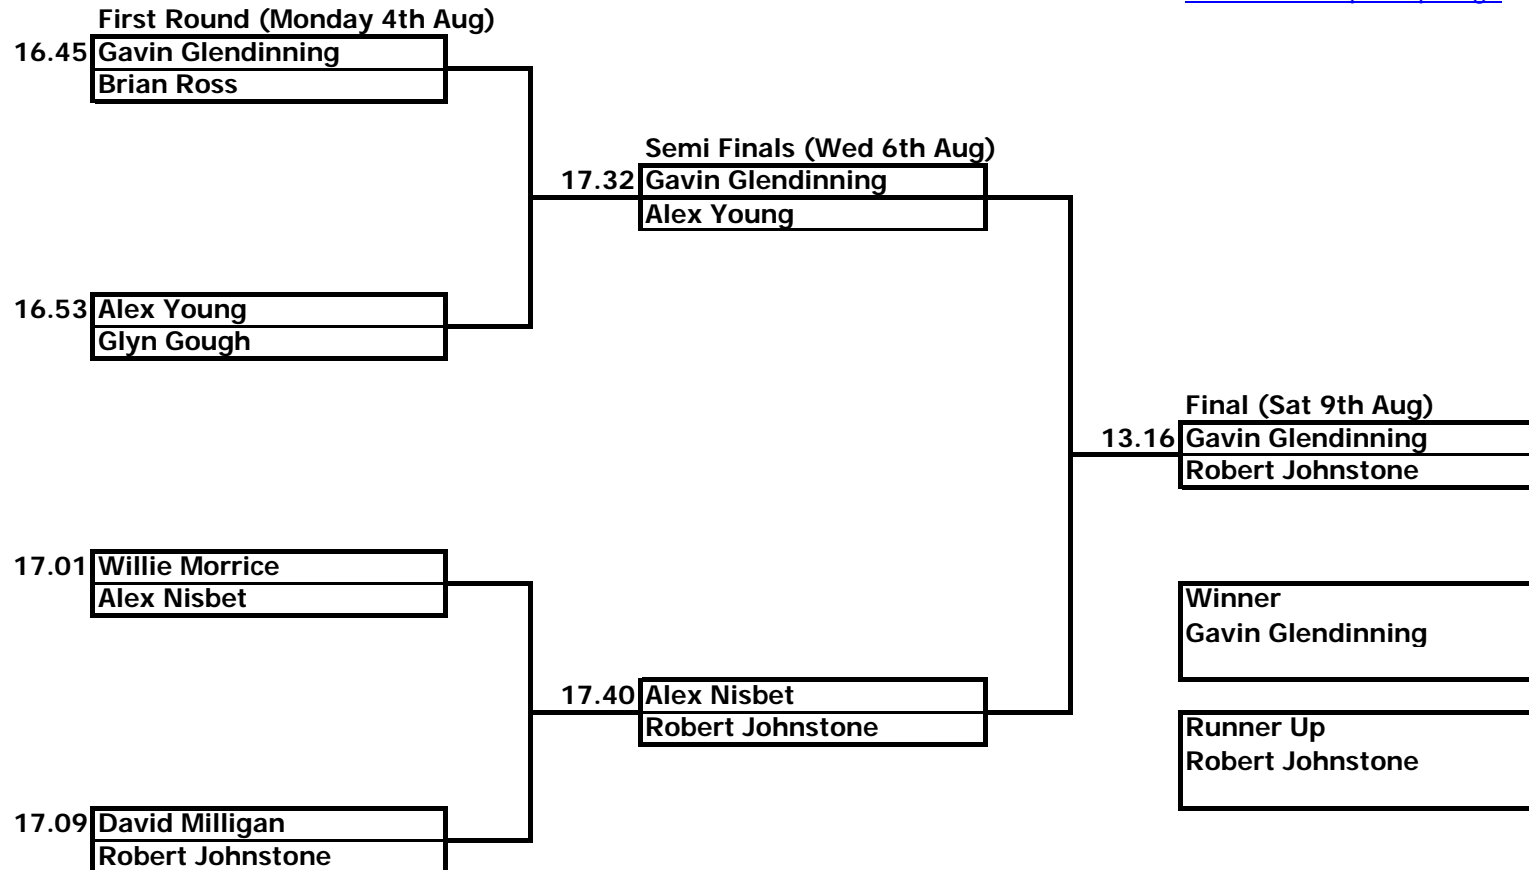 First Round (Monday 4th Aug)
16.45 Gavin Glendinning
Brian Ross
Semi Finals (Wed 6th Aug)
17.32 Gavin Glendinning
Alex Young
16.53 Alex Young
Glyn Gough
Final (Sat 9th Aug)
13.16 Gavin Glendinning
Robert Johnstone
17.01 Willie Morrice
Alex Nisbet
Winner
Gavin Glendinning
17.40 Alex Nisbet
Robert Johnstone
Runner Up
Robert Johnstone
17.09 David Milligan
Robert Johnstone